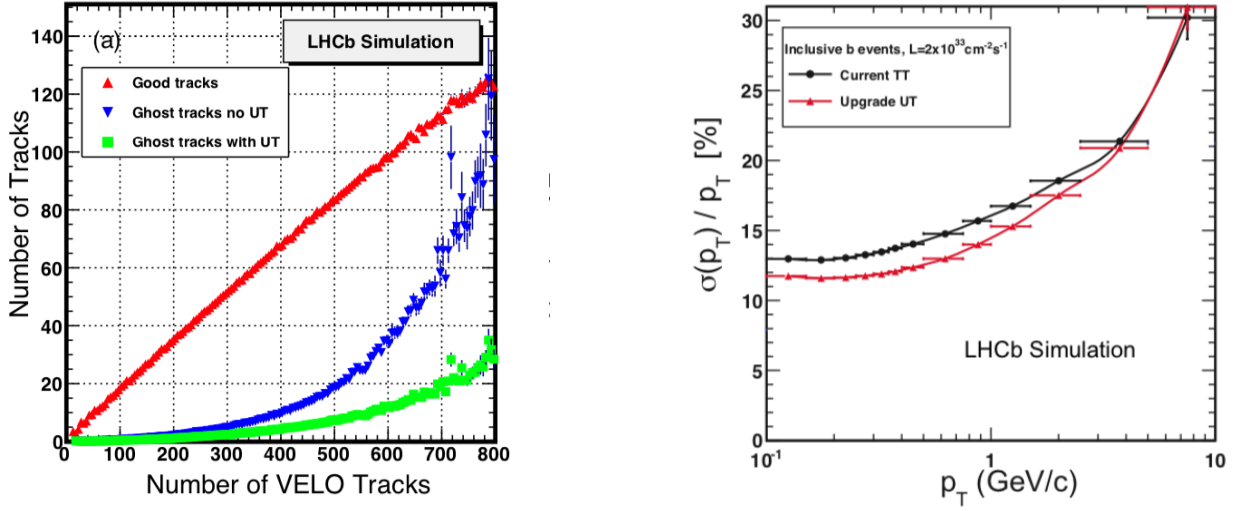 (a)
LHCb Simulation
Good tracks
Ghost tracks no UT
Ghost tracks with UT
Number of Tracks
140
120
100
80
60
40
20
0
0 100 200 300 400 500 600 700 800
Number of VELO Tracks
Inclusive b events, L=2x10³³cm⁻²s⁻¹
Current TT
Upgrade UT
σ(p_T) / p_T [%]
30
25
20
15
10
5
0
LHCb Simulation
10⁻¹ 1 10
p_T (GeV/c)